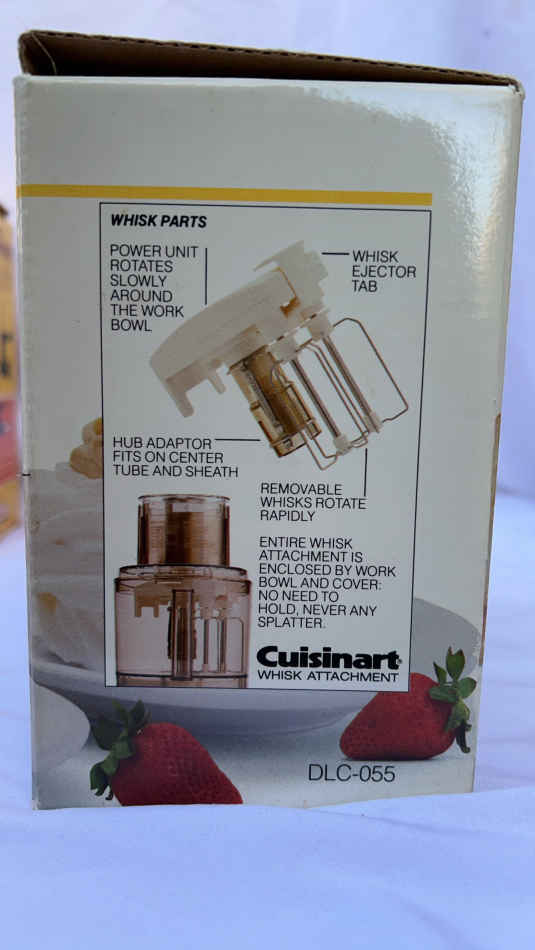 WHISK PARTS
POWER UNIT
ROTATES
SLOWLY
AROUND
THE WORK
BOWL
WHISK
EJECTOR
TAB
HUB ADAPTOR
FITS ON CENTER
TUBE AND SHEATH
REMOVABLE
WHISKS ROTATE
RAPIDLY
ENTIRE WHISK
ATTACHMENT IS
ENCLOSED BY WORK
BOWL AND COVER:
NO NEED TO
HOLD, NEVER ANY
SPLATTER.
Cuisinart®
WHISK ATTACHMENT
DLC-055